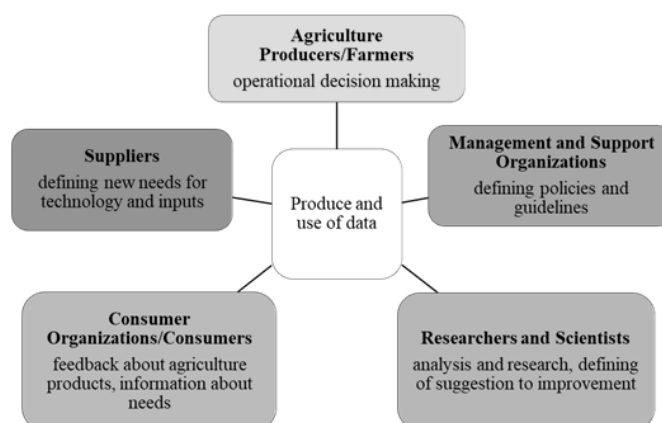 Agriculture
Producers/Farmers
operational decision making
Suppliers
defining new needs for
technology and inputs
Management and Support
Organizations
defining policies and
guidelines
Produce and
use of data
Consumer
Organizations/Consumers
feedback about agriculture
products, information about
needs
Researchers and Scientists
analysis and research, defining
of suggestion to improvement